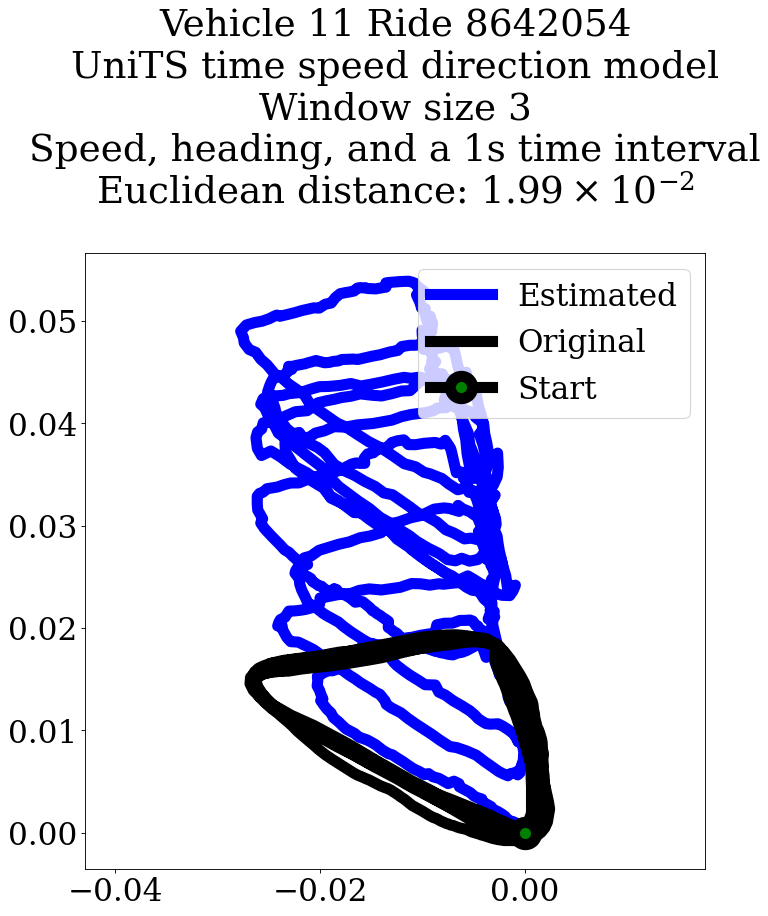 Vehicle 11 Ride 8642054
UniTS time speed direction model
Window size 3
Speed, heading, and a 1s time interval
Euclidean distance: 1.99 × 10⁻²
Estimated
Original
Start
0.05
0.04
0.03
0.02
0.01
0.00
−0.04
−0.02
0.00